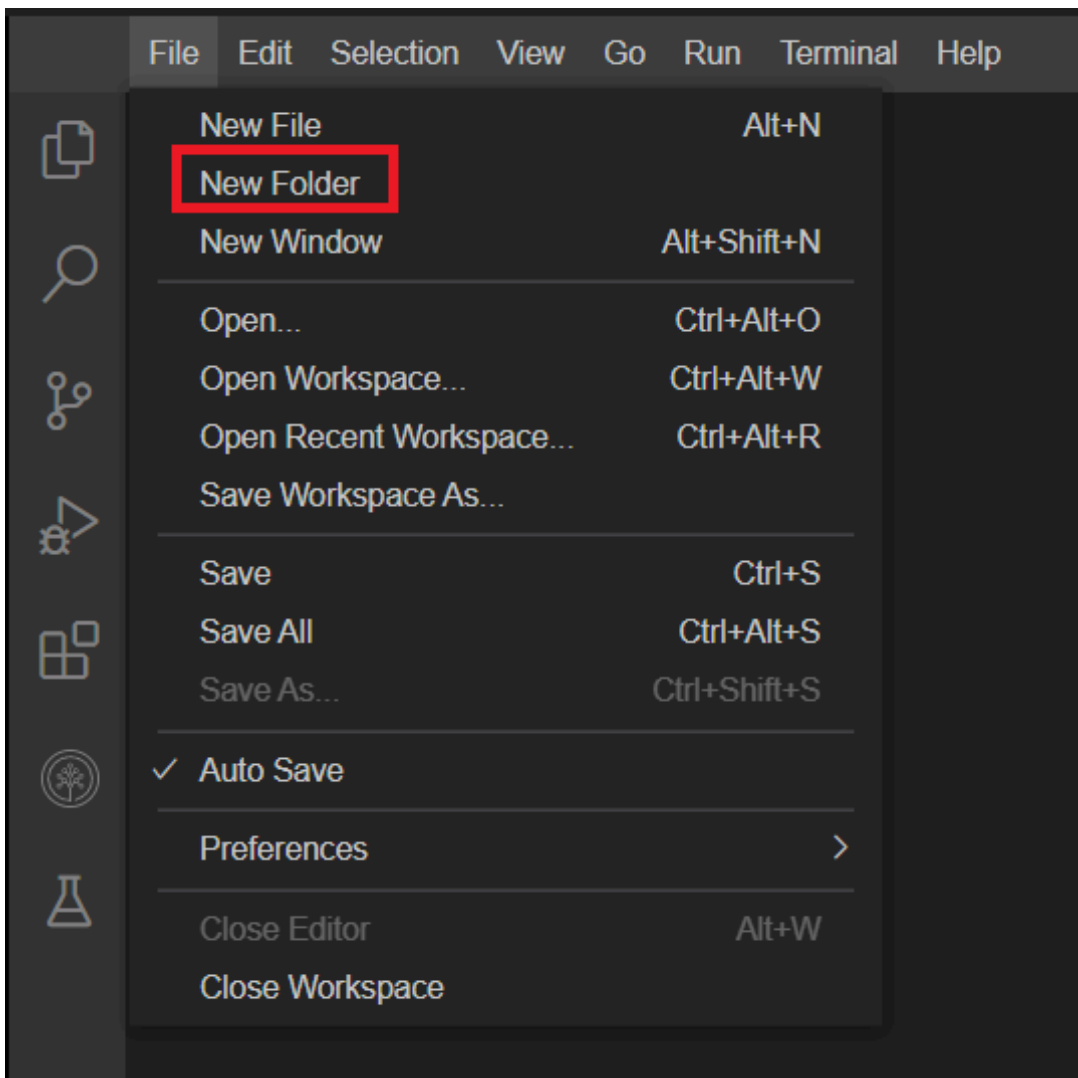 File Edit Selection View Go Run Terminal Help
New File Alt+N
New Folder
New Window Alt+Shift+N
Open... Ctrl+Alt+O
Open Workspace... Ctrl+Alt+W
Open Recent Workspace... Ctrl+Alt+R
Save Workspace As...
Save Ctrl+S
Save All Ctrl+Alt+S
Save As... Ctrl+Shift+S
Auto Save
Preferences
Close Editor Alt+W
Close Workspace